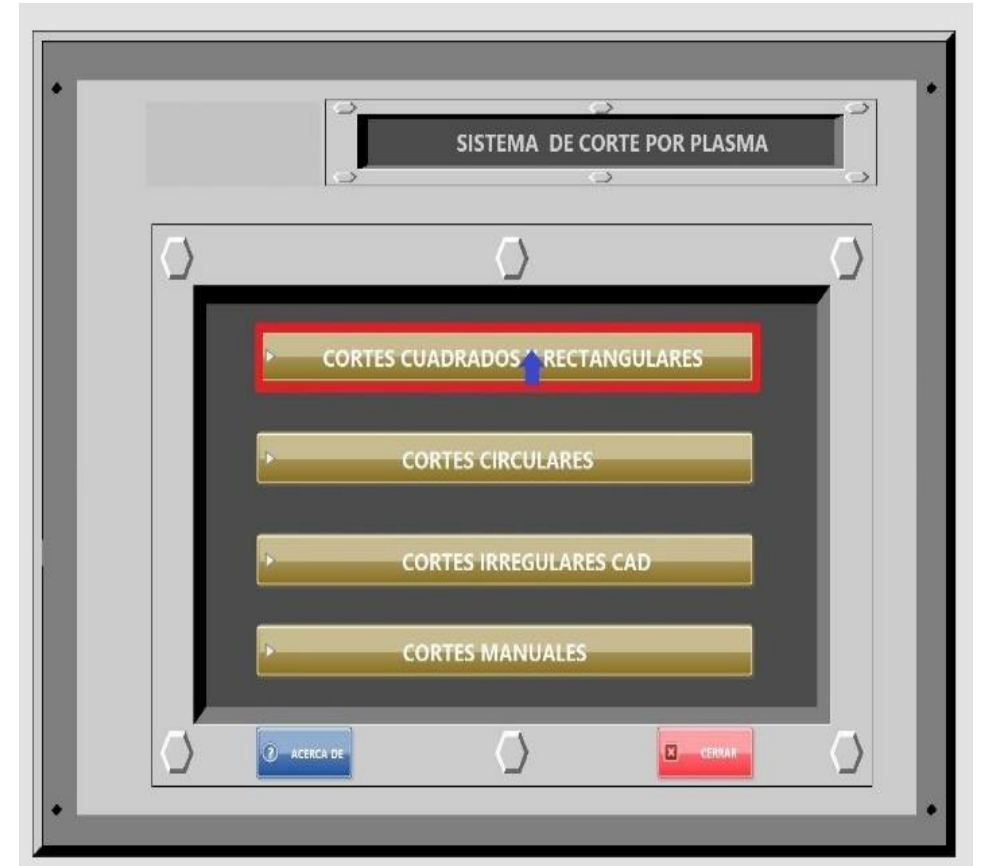 SISTEMA DE CORTE POR PLASMA
CORTES CUADRADOS Y RECTANGULARES
CORTES CIRCULARES
CORTES IRREGULARES CAD
CORTES MANUALES
ACERCA DE
CERRAR